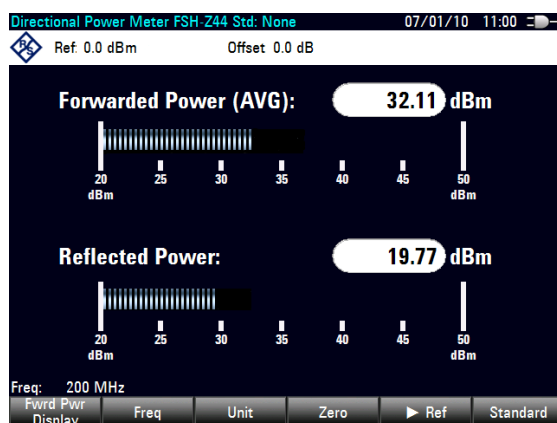 Directional Power Meter FSH-Z44 Std: None 07/01/10 11:00
R&S Ref: 0.0 dBm Offset 0.0 dB
Forwarded Power (AVG): 32.11 dBm
20 25 30 35 40 45 50
dBm dBm
Reflected Power: 19.77 dBm
20 25 30 35 40 45 50
dBm dBm
Freq: 200 MHz
Fwrd Pwr
Display Freq Unit Zero ► Ref Standard